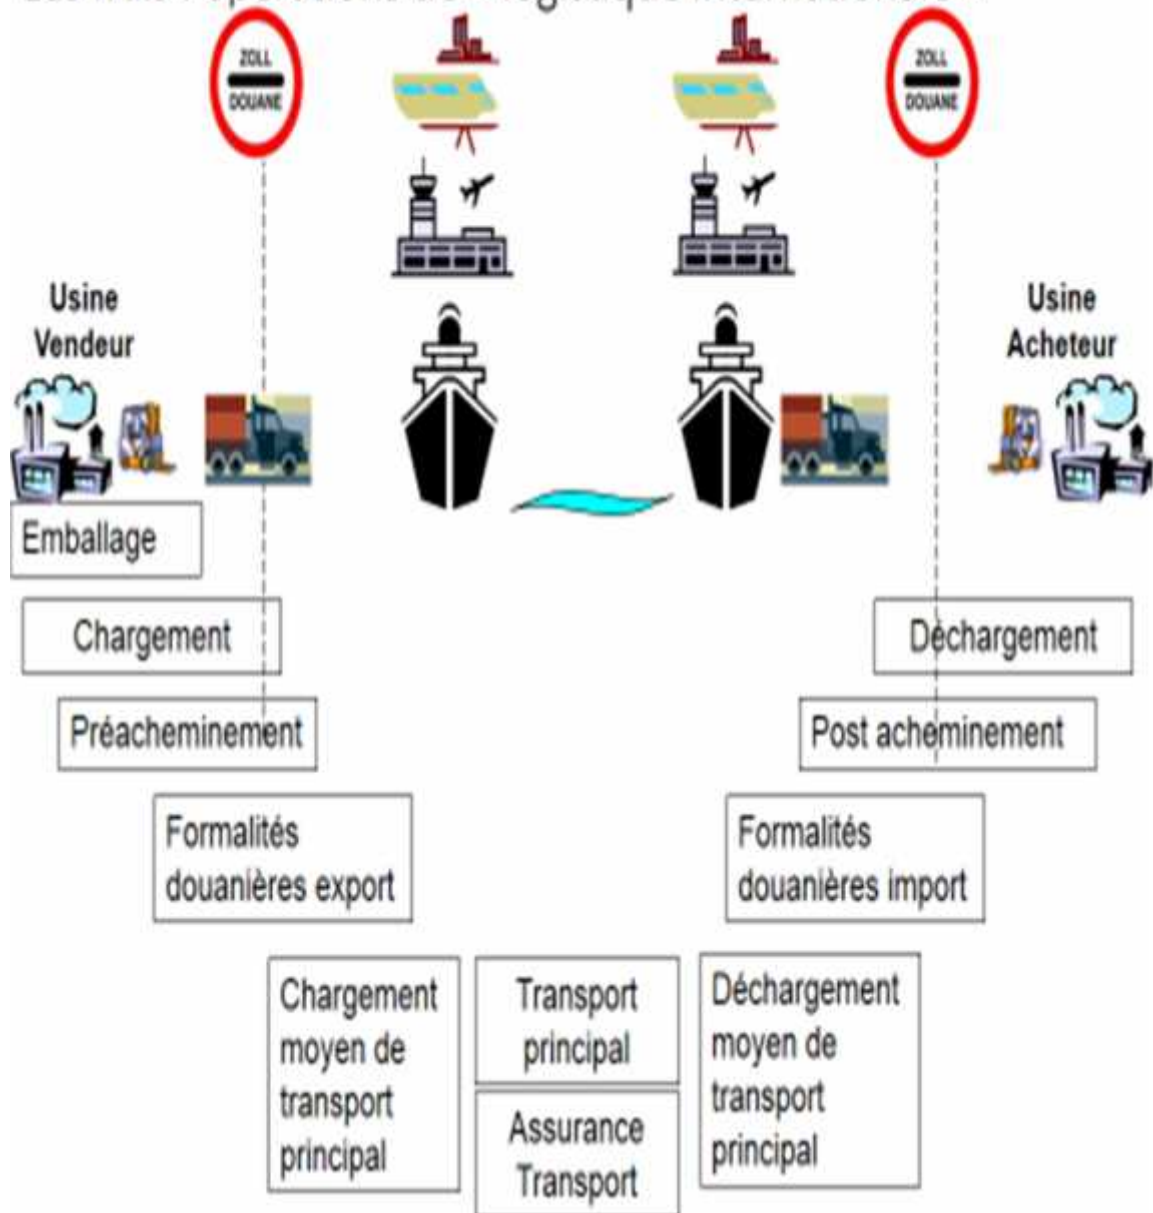 ZOLL
DOUANE
ZOLL
DOUANE
Usine
Vendeur
Usine
Acheteur
Emballage
Chargement
Déchargement
Préacheminement
Post acheminement
Formalités
douanières export
Formalités
douanières import
Chargement
moyen de
transport
principal
Transport
principal
Assurance
Transport
Déchargement
moyen de
transport
principal